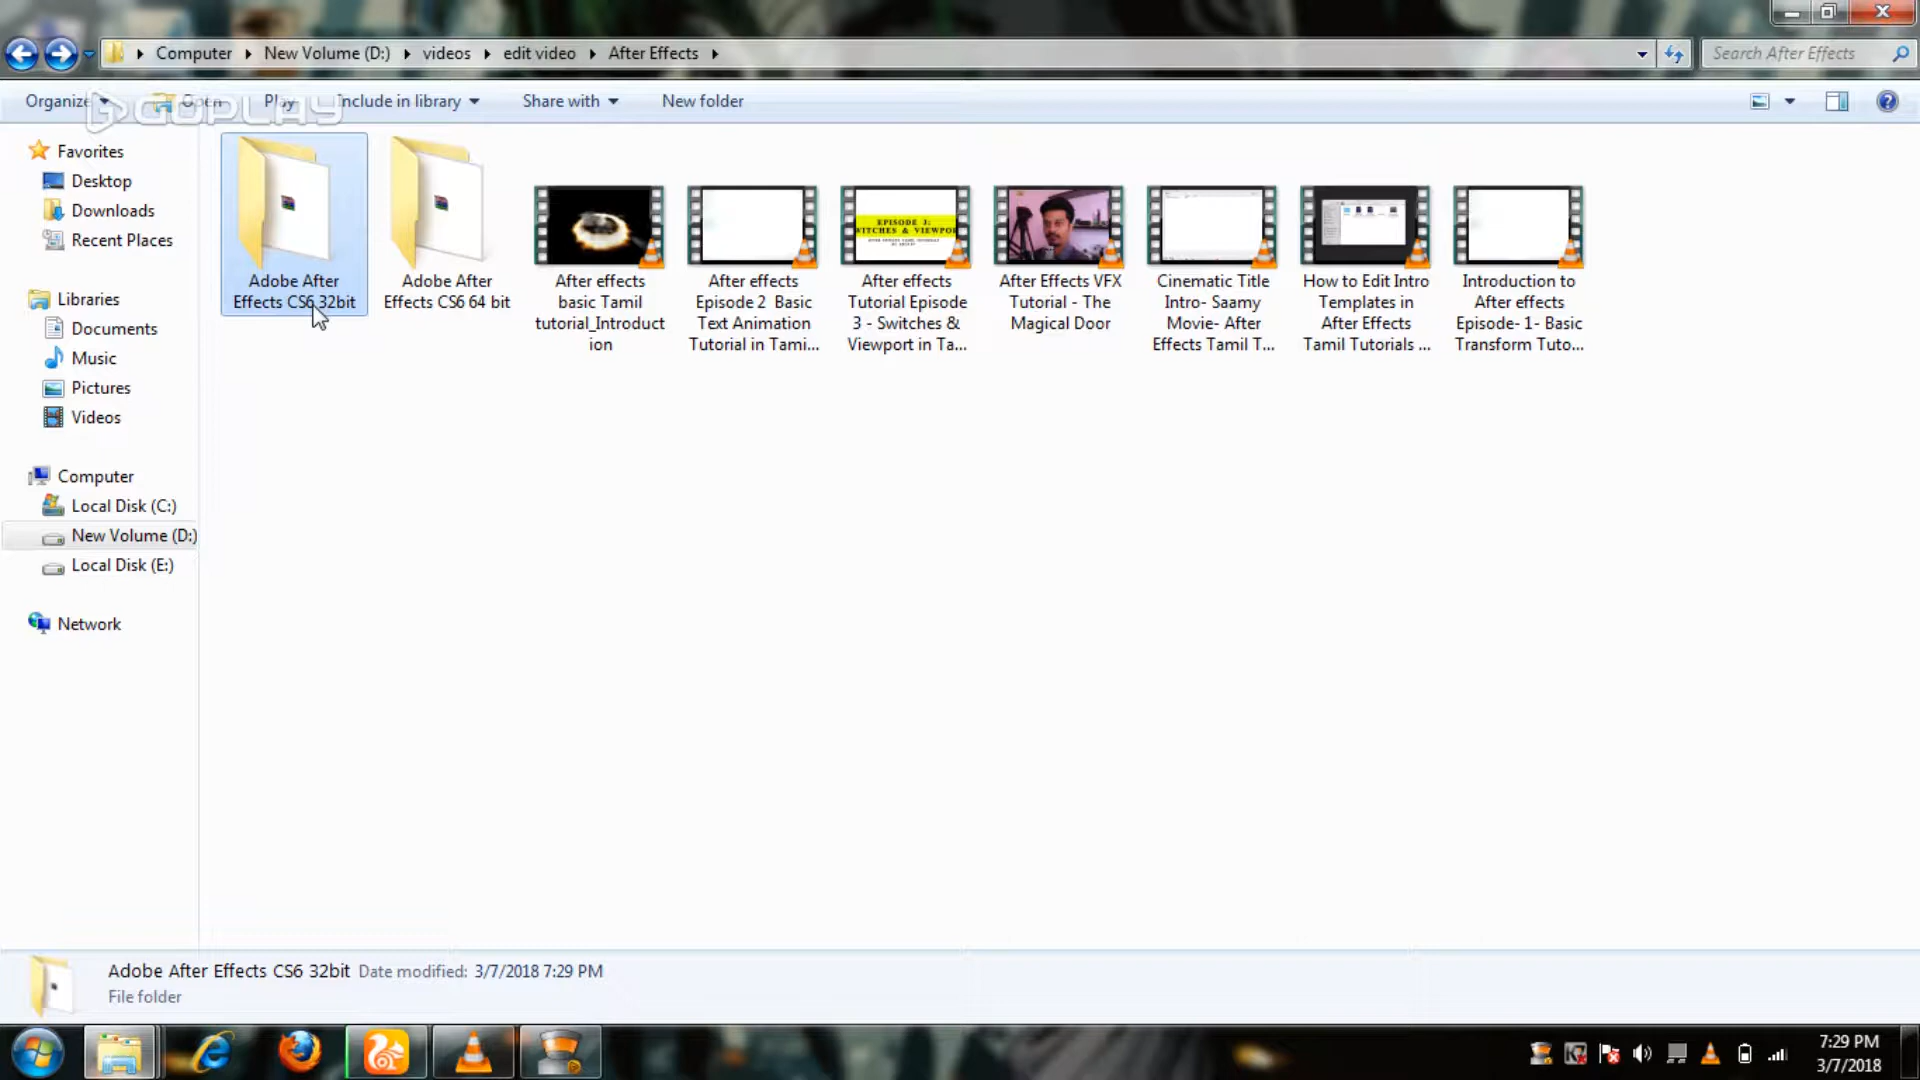 Computer New Volume (D:) videos edit video After Effects
Search After Effects
Organize Open Play Include in library Share with New folder
GOPLAY
Favorites
Desktop
Downloads
Recent Places
Libraries
Documents
Music
Pictures
Videos
Computer
Local Disk (C:)
New Volume (D:)
Local Disk (E:)
Network
Adobe After
Effects CS6 32bit
Adobe After
Effects CS6 64 bit
After effects
basic Tamil
tutorial_Introduct
ion
After effects
Episode 2 Basic
Text Animation
Tutorial in Tami...
EPISODE 3:
WITCHES & VIEWPOR
After effects
Tutorial Episode
3 - Switches &
Viewport in Ta...
After Effects VFX
Tutorial - The
Magical Door
Cinematic Title
Intro- Saamy
Movie- After
Effects Tamil T...
How to Edit Intro
Templates in
After Effects
Tamil Tutorials ...
Introduction to
After effects
Episode- 1- Basic
Transform Tuto...
Adobe After Effects CS6 32bit Date modified: 3/7/2018 7:29 PM
File folder
7:29 PM
3/7/2018